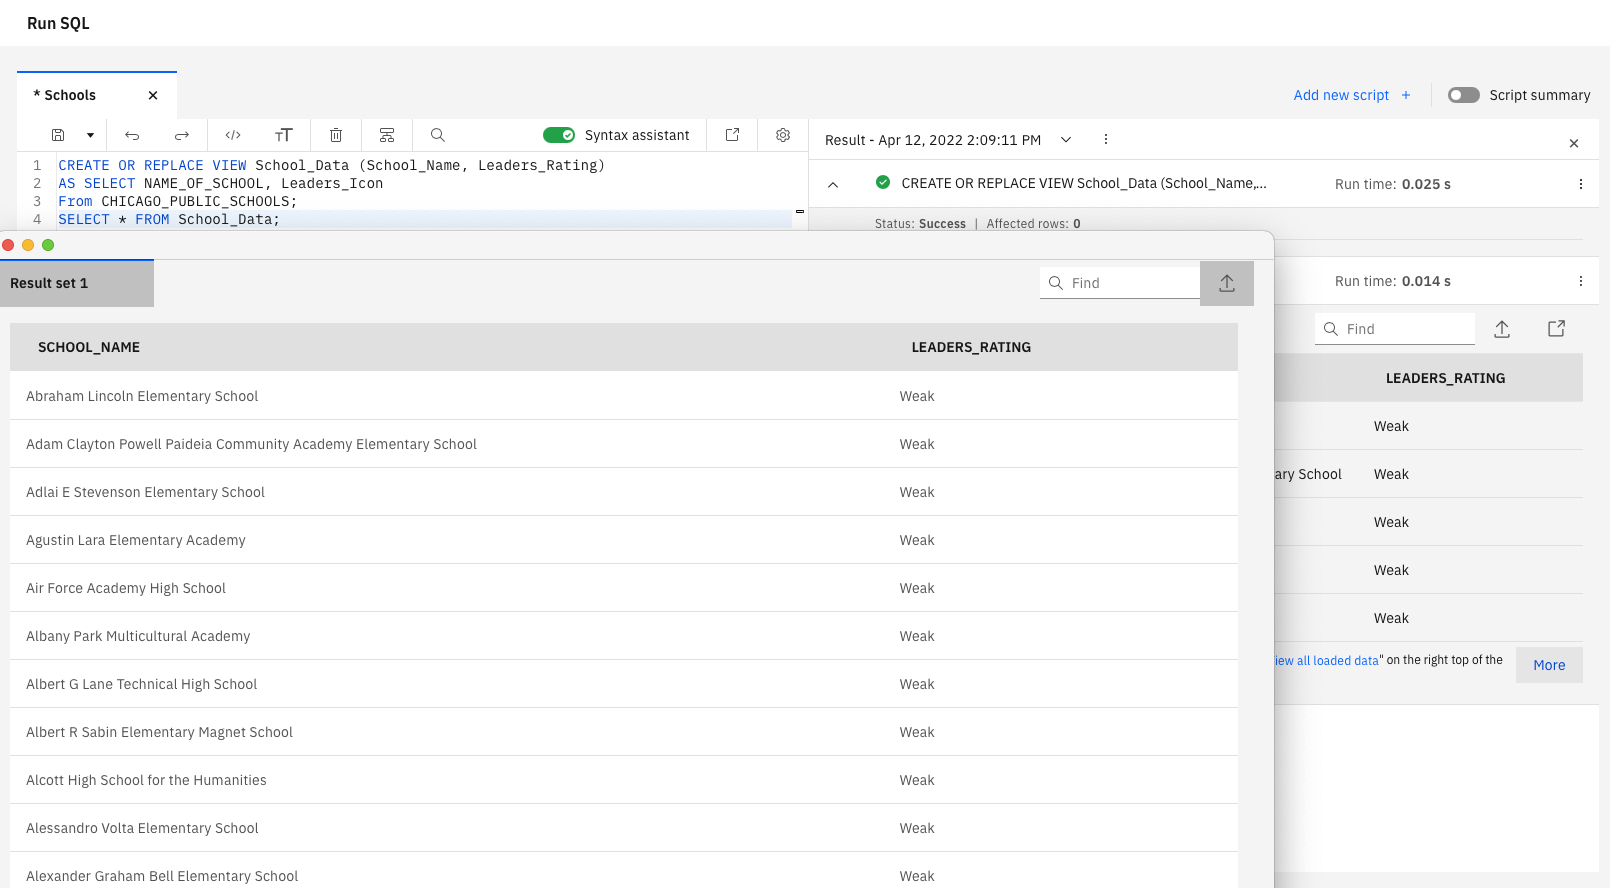 Run SQL
* Schools
Add new script +
Script summary
Syntax assistant
1 CREATE OR REPLACE VIEW School_Data (School_Name, Leaders_Rating)
2 AS SELECT NAME_OF_SCHOOL, Leaders_Icon
3 From CHICAGO_PUBLIC_SCHOOLS;
4 SELECT * FROM School_Data;
Result - Apr 12, 2022 2:09:11 PM
CREATE OR REPLACE VIEW School_Data (School_Name,...
Run time: 0.025 s
Status: Success | Affected rows: 0
Run time: 0.014 s
Find
LEADERS_RATING
Weak
ary School Weak
Weak
Weak
Weak
iew all loaded data" on the right top of the
More
Result set 1
Find
SCHOOL_NAME LEADERS_RATING
Abraham Lincoln Elementary School Weak
Adam Clayton Powell Paideia Community Academy Elementary School Weak
Adlai E Stevenson Elementary School Weak
Agustin Lara Elementary Academy Weak
Air Force Academy High School Weak
Albany Park Multicultural Academy Weak
Albert G Lane Technical High School Weak
Albert R Sabin Elementary Magnet School Weak
Alcott High School for the Humanities Weak
Alessandro Volta Elementary School Weak
Alexander Graham Bell Elementary School Weak